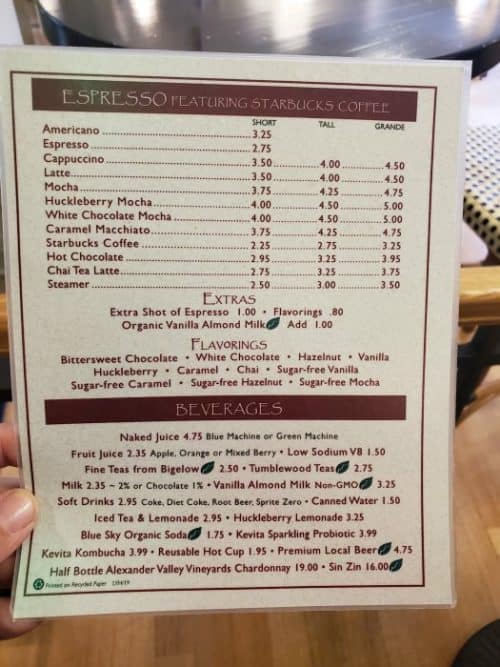 ESPRESSO FEATURING STARBUCKS COFFEE
SHORT TALL GRANDE
Americano 3.25
Espresso 2.75
Cappuccino 3.50 4.00 4.50
Latte 3.50 4.00 4.50
Mocha 3.75 4.25 4.75
Huckleberry Mocha 4.00 4.50 5.00
White Chocolate Mocha 4.00 4.50 5.00
Caramel Macchiato 3.75 4.25 4.75
Starbucks Coffee 2.25 2.75 3.25
Hot Chocolate 2.95 3.25 3.95
Chai Tea Latte 2.75 3.25 3.75
Steamer 2.50 3.00 3.50
EXTRAS
Extra Shot of Espresso 1.00 • Flavorings .80
Organic Vanilla Almond Milk Add 1.00
FLAVORINGS
Bittersweet Chocolate • White Chocolate • Hazelnut • Vanilla
Huckleberry • Caramel • Chai • Sugar-free Vanilla
Sugar-free Caramel • Sugar-free Hazelnut • Sugar-free Mocha
BEVERAGES
Naked Juice 4.75 Blue Machine or Green Machine
Fruit Juice 2.35 Apple, Orange or Mixed Berry • Low Sodium V8 1.50
Fine Teas from Bigelow 2.50 • Tumblewood Teas 2.75
Milk 2.35 ~ 2% or Chocolate 1% • Vanilla Almond Milk Non-GMO 3.25
Soft Drinks 2.95 Coke, Diet Coke, Root Beer, Sprite Zero • Canned Water 1.50
Iced Tea & Lemonade 2.95 • Huckleberry Lemonade 3.25
Blue Sky Organic Soda 1.75 • Kevita Sparkling Probiotic 3.99
Kevita Kombucha 3.99 • Reusable Hot Cup 1.95 • Premium Local Beer 4.75
Half Bottle Alexander Valley Vineyards Chardonnay 19.00 • Sin Zin 16.00
Printed on Recycled Paper